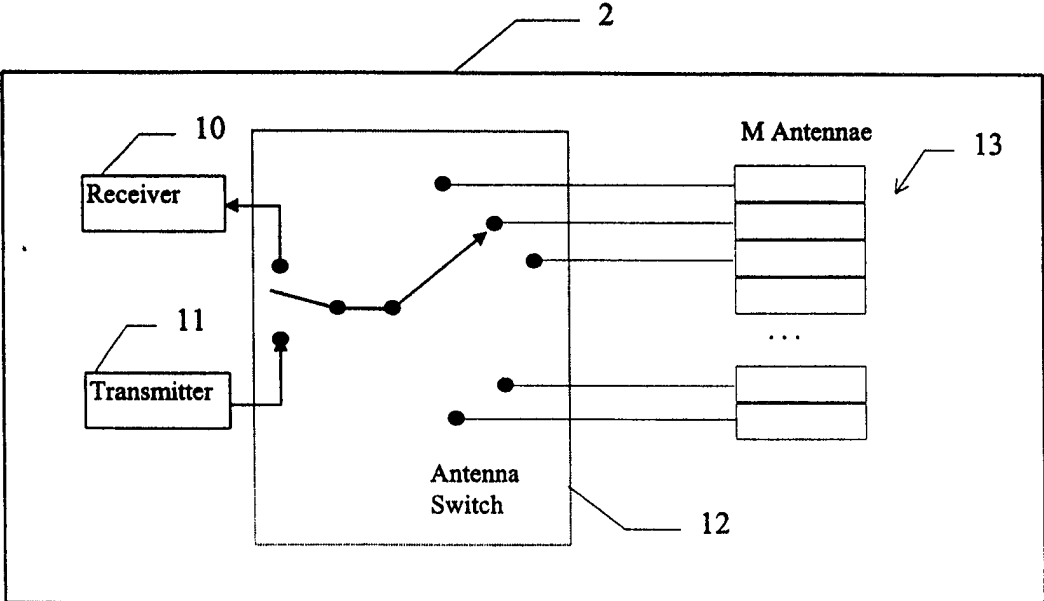 2
10
M Antennae
13
Receiver
11
Transmitter
...
Antenna
Switch
12